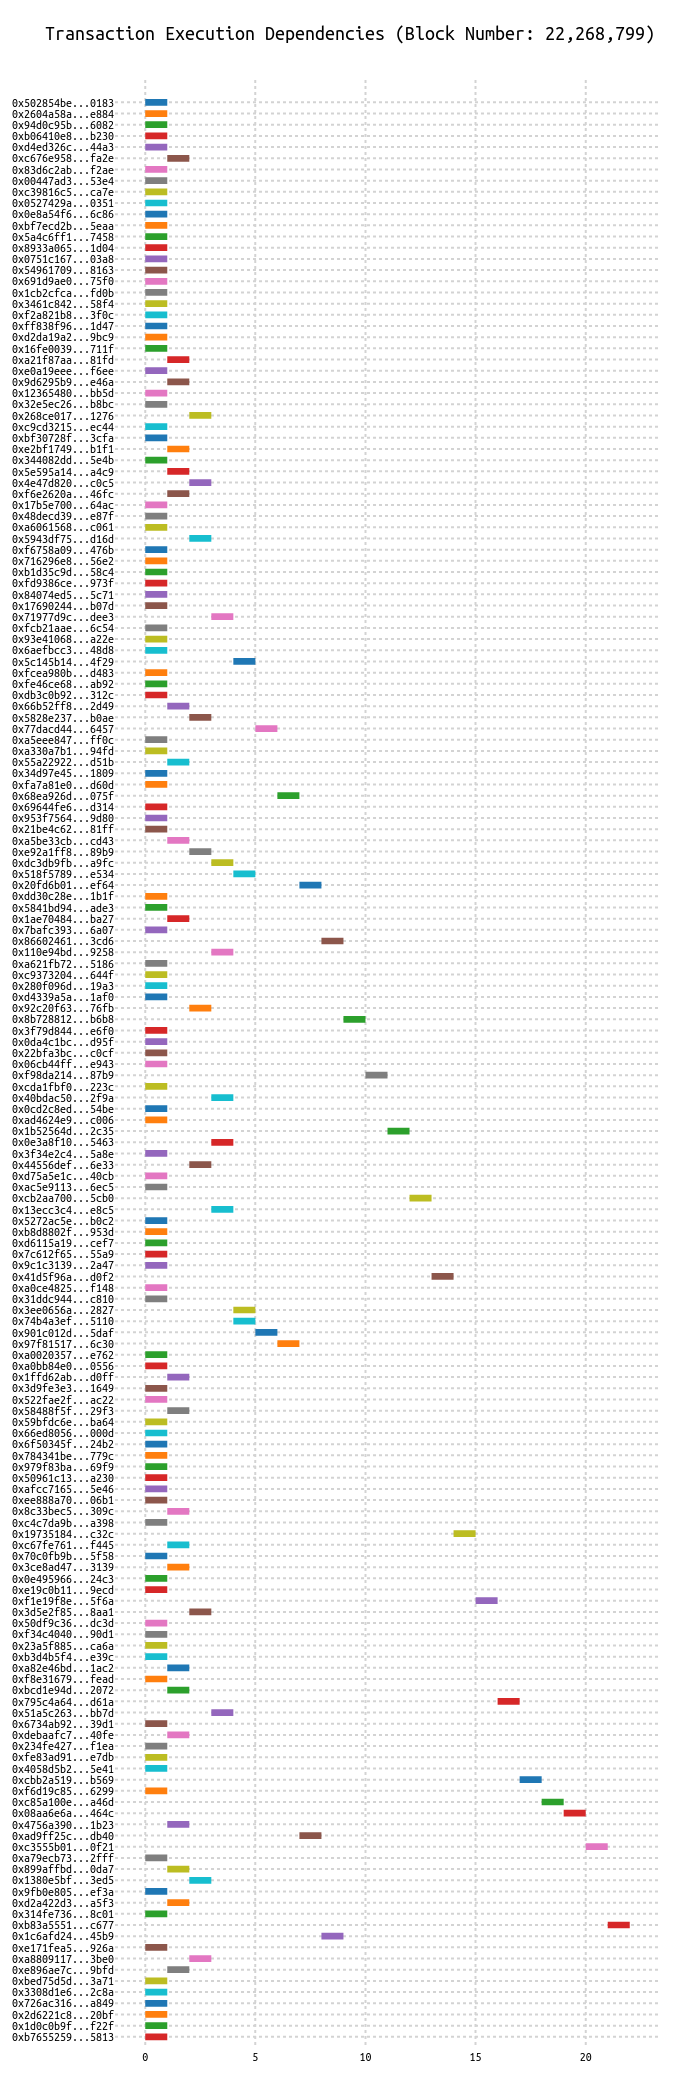 Transaction Execution Dependencies (Block Number: 22,268,799)
0x502854be...0183
0x2604a58a...e884
0x94d0c95b...6082
0xb06410e8...b230
0xd4ed326c...44a3
0xc676e958...fa2e
0x83d6c2ab...f2ae
0x00447ad3...53e4
0xc39816c5...ca7e
0x0527429a...0351
0x0e8a54f6...6c86
0xbf7ecd2b...5eaa
0x5a4c6ff1...7458
0x8933a065...1d04
0x0751c167...03a8
0x54961709...8163
0x691d9ae0...75f0
0x1cb2cfca...fd0b
0x3461c842...58f4
0xf2a821b8...3f0c
0xff838f96...1d47
0xd2da19a2...9bc9
0x16fe0039...711f
0xa21f87aa...81fd
0xe0a19eee...f6ee
0x9d6295b9...e46a
0x12365480...bb5d
0x32e5ec26...b8bc
0x268ce017...1276
0xc9cd3215...ec44
0xbf30728f...3cfa
0xe2bf1749...b1f1
0x344082dd...5e4b
0x5e595a14...a4c9
0x4e47d820...c0c5
0xf6e2620a...46fc
0x17b5e700...64ac
0x48decd39...e87f
0xa6061568...c061
0x5943df75...d16d
0xf6758a09...476b
0x716296e8...56e2
0xb1d35c9d...58c4
0xfd9386ce...973f
0x84074ed5...5c71
0x17690244...b07d
0x71977d9c...dee3
0xfcb21aae...6c54
0x93e41068...a22e
0x6aefbcc3...48d8
0x5c145b14...4f29
0xfcea980b...d483
0xfe46ce68...ab92
0xdb3c0b92...312c
0x66b52ff8...2d49
0x5828e237...b0ae
0x77dacd44...6457
0xa5eee847...ff0c
0xa330a7b1...94fd
0x55a22922...d51b
0x34d97e45...1809
0xfa7a81e0...d60d
0x68ea926d...075f
0x69644fe6...d314
0x953f7564...9d80
0x21be4c62...81ff
0xa5be33cb...cd43
0xe92a1ff8...89b9
0xdc3db9fb...a9fc
0x518f5789...e534
0x20fd6b01...ef64
0xdd30c28e...1b1f
0x5841bd94...ade3
0x1ae70484...ba27
0x7bafc393...6a07
0x86602461...3cd6
0x110e94bd...9258
0xa621fb72...5186
0xc9373204...644f
0x280f096d...19a3
0xd4339a5a...1af0
0x92c20f63...76fb
0x8b728812...b6b8
0x3f79d844...e6f0
0x0da4c1bc...d95f
0x22bfa3bc...c0cf
0x06cb44ff...e943
0xf98da214...87b9
0xcda1fbf0...223c
0x40bdac50...2f9a
0x0cd2c8ed...54be
0xad4624e9...c006
0x1b52564d...2c35
0x0e3a8f10...5463
0x3f34e2c4...5a8e
0x44556def...6e33
0xd75a5e1c...40cb
0xac5e9113...6ec5
0xcb2aa700...5cb0
0x13ecc3c4...e8c5
0x5272ac5e...b0c2
0xb8d8802f...953d
0xd6115a19...cef7
0x7c612f65...55a9
0x9c1c3139...2a47
0x41d5f96a...d0f2
0xa0ce4825...f148
0x31ddc944...c810
0x3ee0656a...2827
0x74b4a3ef...5110
0x901c012d...5daf
0x97f81517...6c30
0xa0020357...e762
0xa0bb84e0...0556
0x1ffd62ab...d0ff
0x3d9fe3e3...1649
0x522fae2f...ac22
0x58488f5f...29f3
0x59bfdc6e...ba64
0x66ed8056...000d
0x6f50345f...24b2
0x784341be...779c
0x979f83ba...69f9
0x50961c13...a230
0xafcc7165...5e46
0xee888a70...06b1
0x8c33bec5...309c
0xc4c7da9b...a398
0x19735184...c32c
0xc67fe761...f445
0x70c0fb9b...5f58
0x3ce8ad47...3139
0x0e495966...24c3
0xe19c0b11...9ecd
0xf1e19f8e...5f6a
0x3d5e2f85...8aa1
0x50df9c36...dc3d
0xf34c4040...90d1
0x23a5f885...ca6a
0xb3d4b5f4...e39c
0xa82e46bd...1ac2
0xf8e31679...fead
0xbcd1e94d...2072
0x795c4a64...d61a
0x51a5c263...bb7d
0x6734ab92...39d1
0xdebaafc7...40fe
0x234fe427...f1ea
0xfe83ad91...e7db
0x4058d5b2...5e41
0xcbb2a519...b569
0xf6d19c85...6299
0xc85a100e...a46d
0x08aa6e6a...464c
0x4756a390...1b23
0xad9ff25c...db40
0xc3555b01...0f21
0xa79ecb73...2fff
0x899affbd...0da7
0x1380e5bf...3ed5
0x9fb0e805...ef3a
0xd2a422d3...a5f3
0x314fe736...8c01
0xb83a5551...c677
0x1c6afd24...45b9
0xe171fea5...926a
0xa8809117...3be0
0xe896ae7c...9bfd
0xbed75d5d...3a71
0x3308d1e6...2c8a
0x726ac316...a849
0x2d6221c8...20bf
0x1d0c0b9f...f22f
0xb7655259...5813
0 5 10 15 20